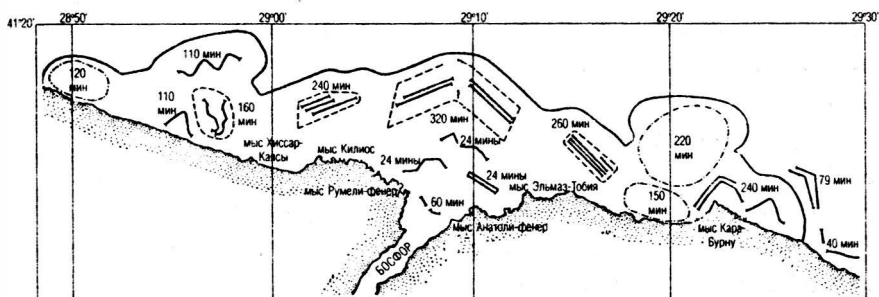 41°20'
28°50'
29°00'
29°10'
29°20'
29°30'
120
мин
110 мин
110
мин
160
мин
240 мин
320 мин
260 мин
220
мин
мыс Хиссар-
Каясы
мыс Килиос
24 мины
24 мины
24 мины
мыс Румели-фенер
60 мин
мыс Эльмаз-Тобия
150
мин
240 мин
79 мин
мыс Анатоли-фенер
мыс Кара-
Бурну
40 мин
БОСФОР